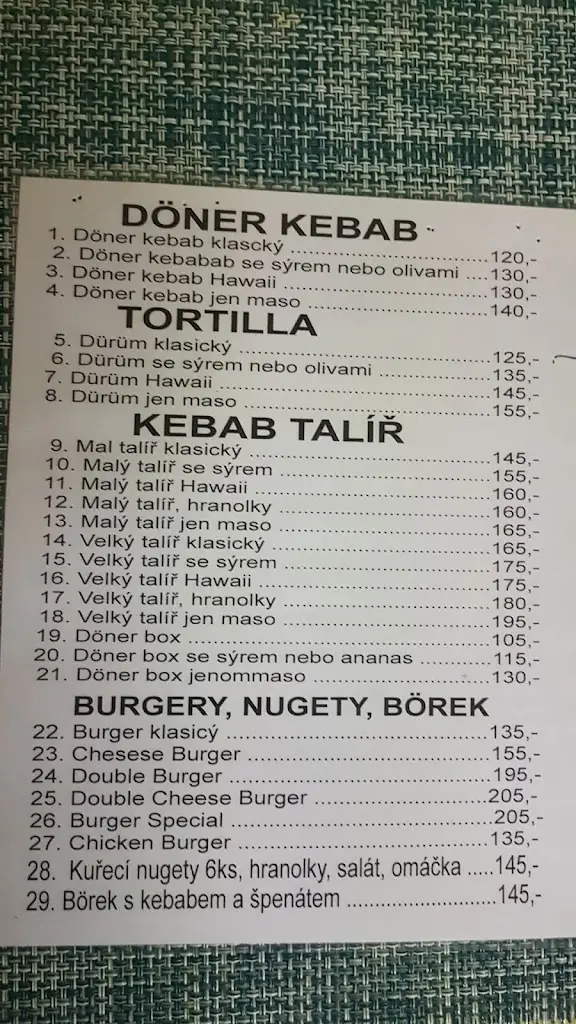 DÖNER KEBAB
1. Döner kebab klascký ........................120,-
2. Döner kebabab se sýrem nebo olivami ....130,-
3. Döner kebab Hawaii ........................130,-
4. Döner kebab jen maso ........................140,-
TORTILLA
5. Dürüm klasický ........................125,-
6. Dürüm se sýrem nebo olivami ........................135,-
7. Dürüm Hawaii ........................145,-
8. Dürüm jen maso ........................155,-
KEBAB TALÍŘ
9. Mal talíř klasický ........................145,-
10. Malý talíř se sýrem ........................155,-
11. Malý talíř Hawaii ........................160,-
12. Malý talíř, hranolky ........................160,-
13. Malý talíř jen maso ........................165,-
14. Velký talíř klasický ........................165,-
15. Velký talíř se sýrem ........................175,-
16. Velký talíř Hawaii ........................175,-
17. Velký talíř, hranolky ........................180,-
18. Velký talíř jen maso ........................195,-
19. Döner box ........................105,-
20. Döner box se sýrem nebo ananas ............115,-
21. Döner box jenommaso ........................130,-
BURGERY, NUGETY, BÖREK
22. Burger klasicý ........................135,-
23. Chesese Burger ........................155,-
24. Double Burger ........................195,-
25. Double Cheese Burger ........................205,-
26. Burger Special ........................205,-
27. Chicken Burger ........................135,-
28. Kuřecí nugety 6ks, hranolky, salát, omáčka .....145,-
29. Börek s kebabem a špenátem ........................145,-